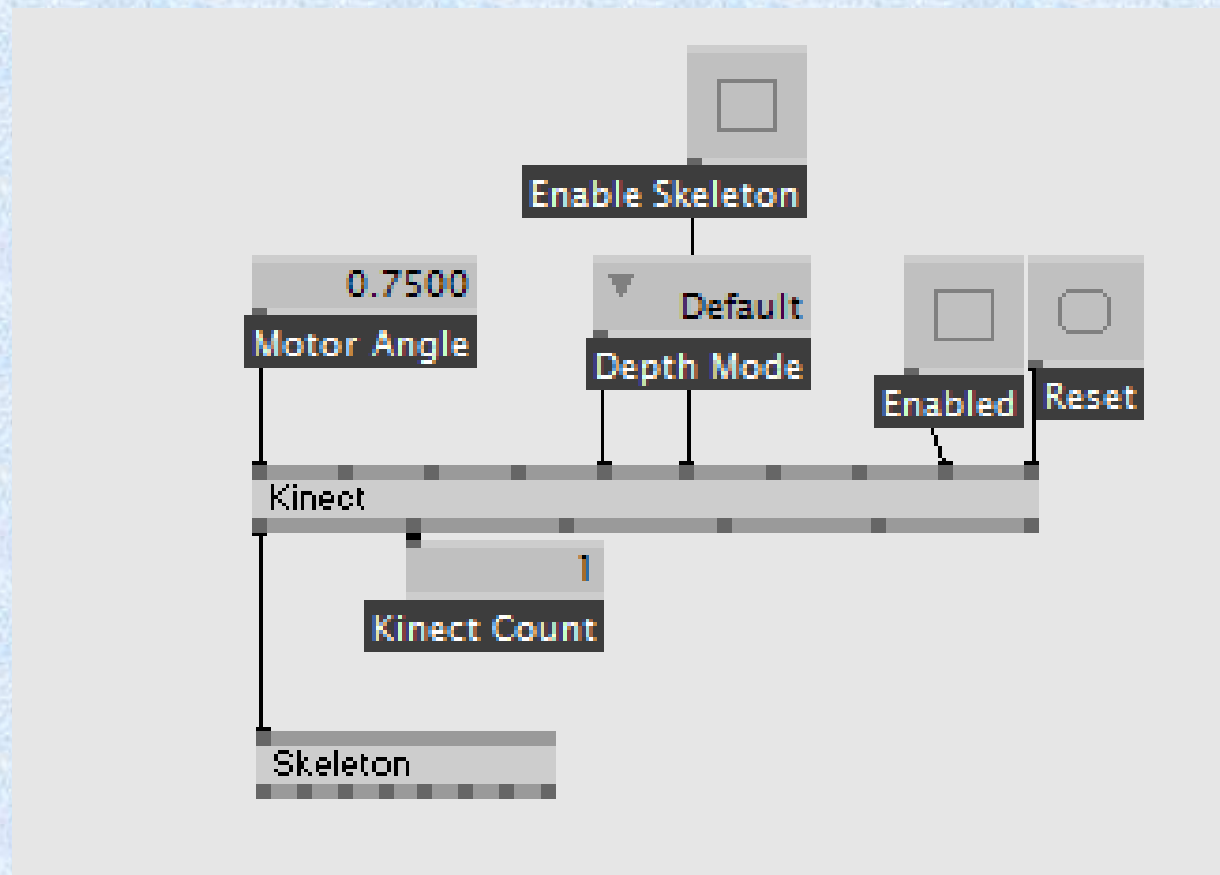 Enable Skeleton
0.7500
Motor Angle
Default
Depth Mode
Enabled
Reset
Kinect
1
Kinect Count
Skeleton